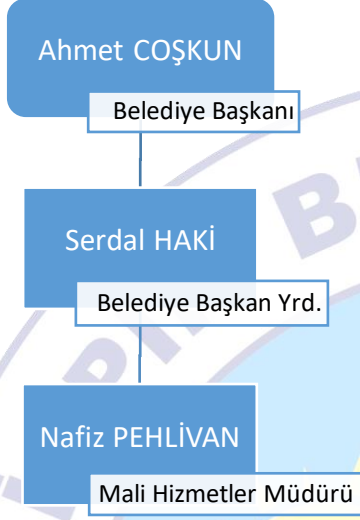 Ahmet COŞKUN
Belediye Başkanı
Serdal HAKİ
Belediye Başkan Yrd.
Nafiz PEHLİVAN
Mali Hizmetler Müdürü